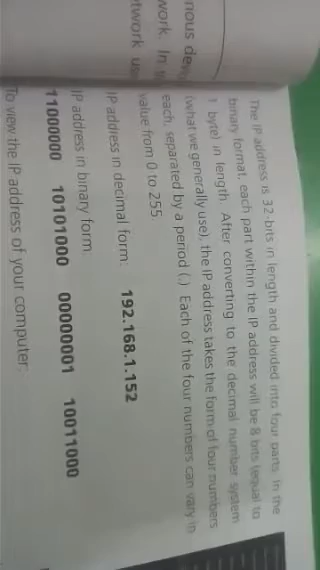 The IP address is 32-bits in length and divided into four parts. In the
binary format, each part within the IP address will be 8 bits (equal to
1 byte) in length. After converting to the decimal number system
(what we generally use), the IP address takes the form of four numbers
each separated by a period (.) Each of the four numbers can vary in
value from 0 to 255.
IP address in decimal form: 192.168.1.152
IP address in binary form:
11000000 10101000 00000001 10011000
To view the IP address of your computer:
nous
work. In